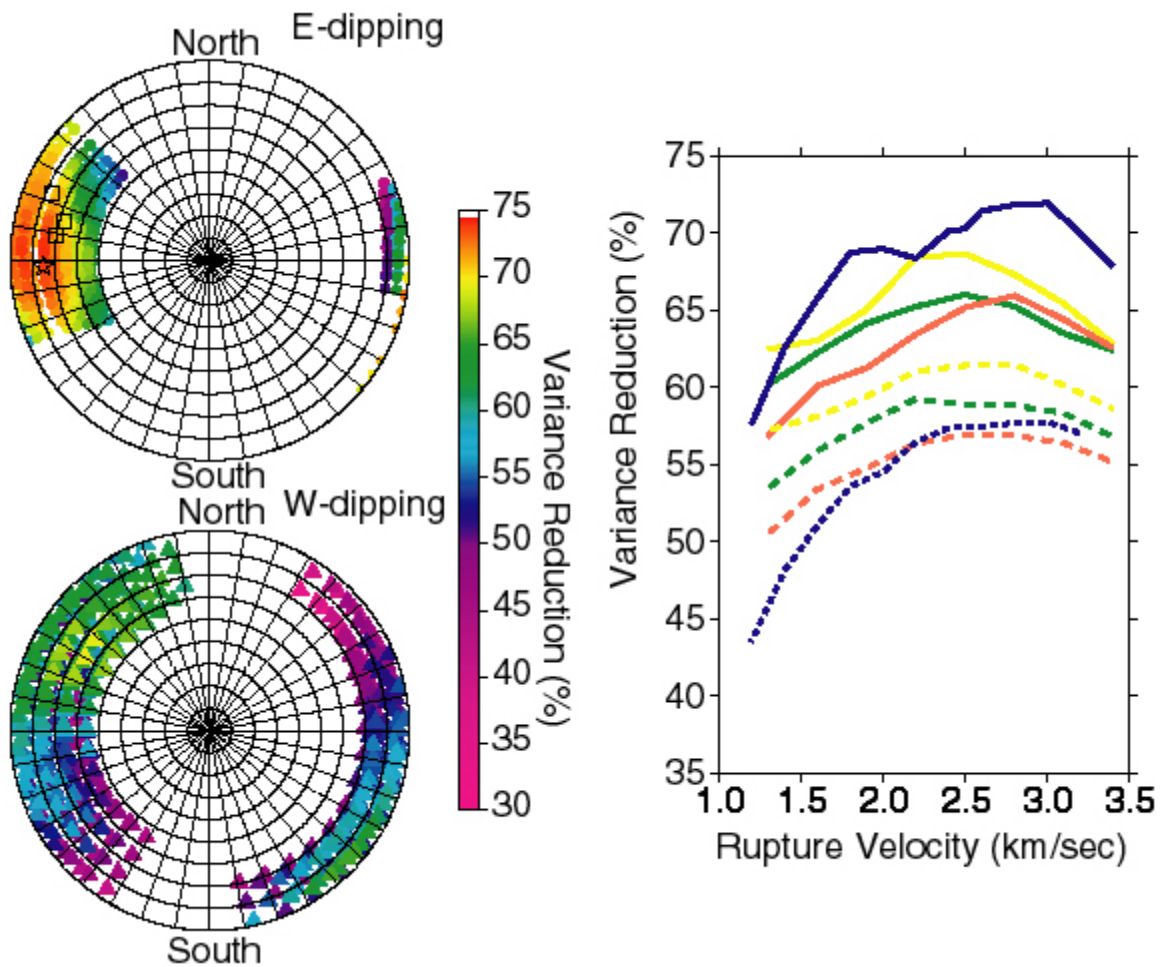 E-dipping
North
South
North
W-dipping
South
75
70
65
60
55
50
45
40
35
30
Variance Reduction (%)
75
70
65
60
55
50
45
40
35
Variance Reduction (%)
1.0 1.5 2.0 2.5 3.0 3.5
Rupture Velocity (km/sec)